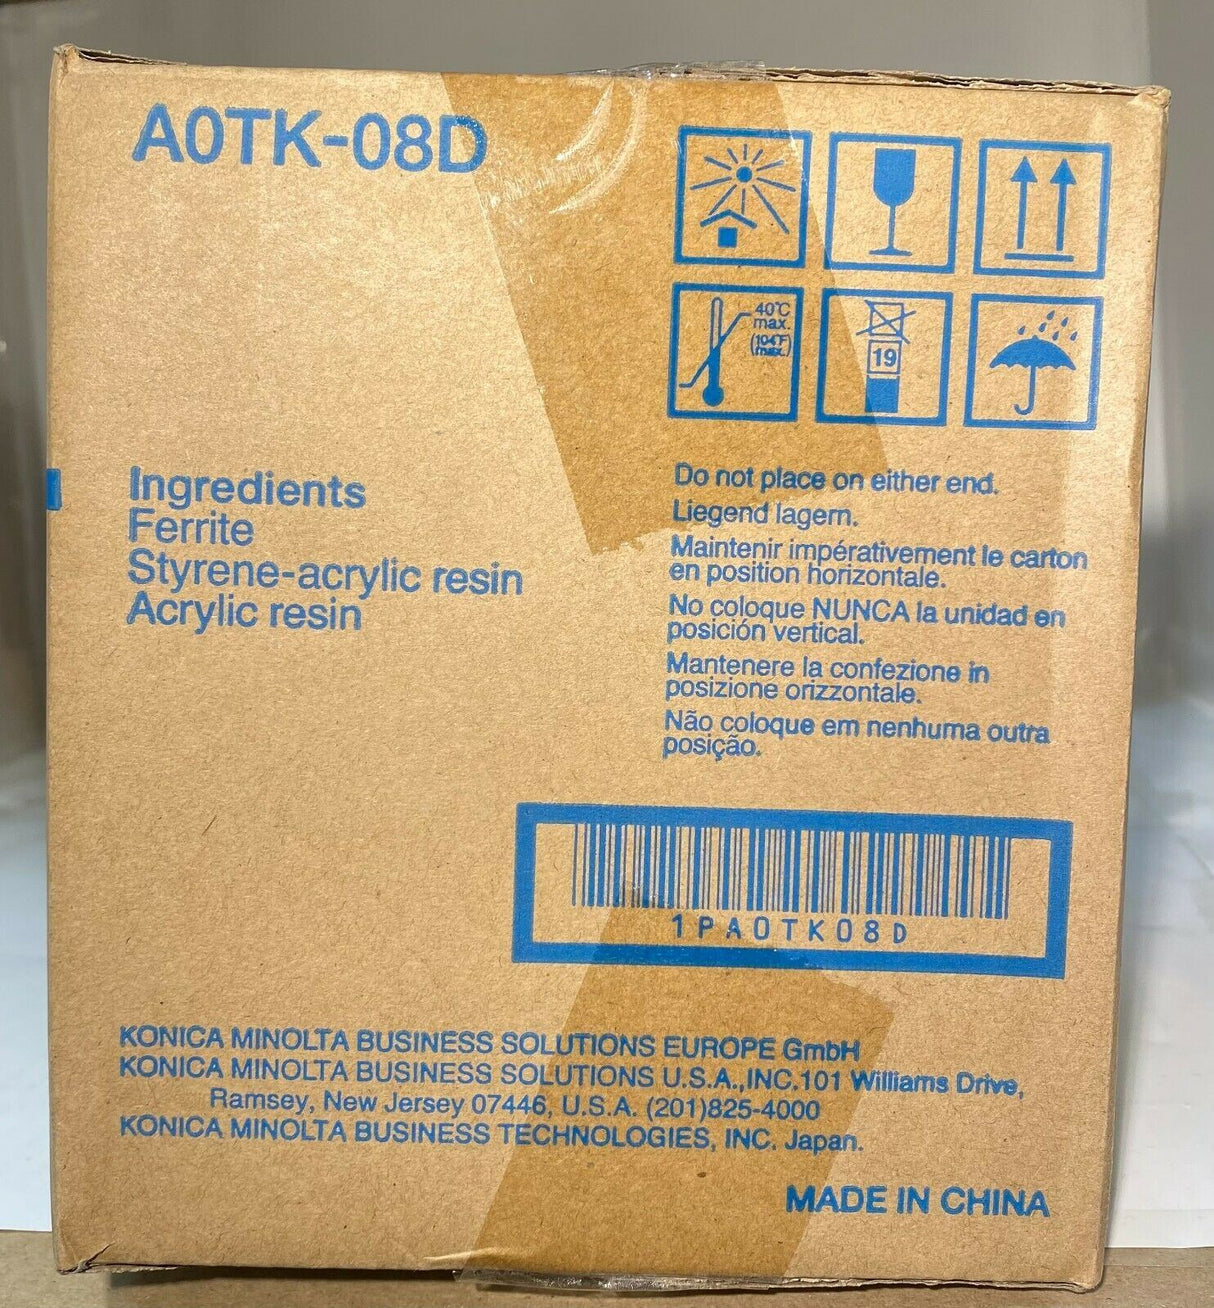 A0TK-08D
40°C
max.
(104°F
max.)
19
Ingredients
Ferrite
Styrene-acrylic resin
Acrylic resin
Do not place on either end.
Liegend lagern.
Maintenir impérativement le carton
en position horizontale.
No coloque NUNCA la unidad en
posición vertical.
Mantenere la confezione in
posizione orizzontale.
Não coloque em nenhuma outra
posição.
1PA0TK08D
KONICA MINOLTA BUSINESS SOLUTIONS EUROPE GmbH
KONICA MINOLTA BUSINESS SOLUTIONS U.S.A.,INC.101 Williams Drive,
Ramsey, New Jersey 07446, U.S.A. (201)825-4000
KONICA MINOLTA BUSINESS TECHNOLOGIES, INC. Japan.
MADE IN CHINA